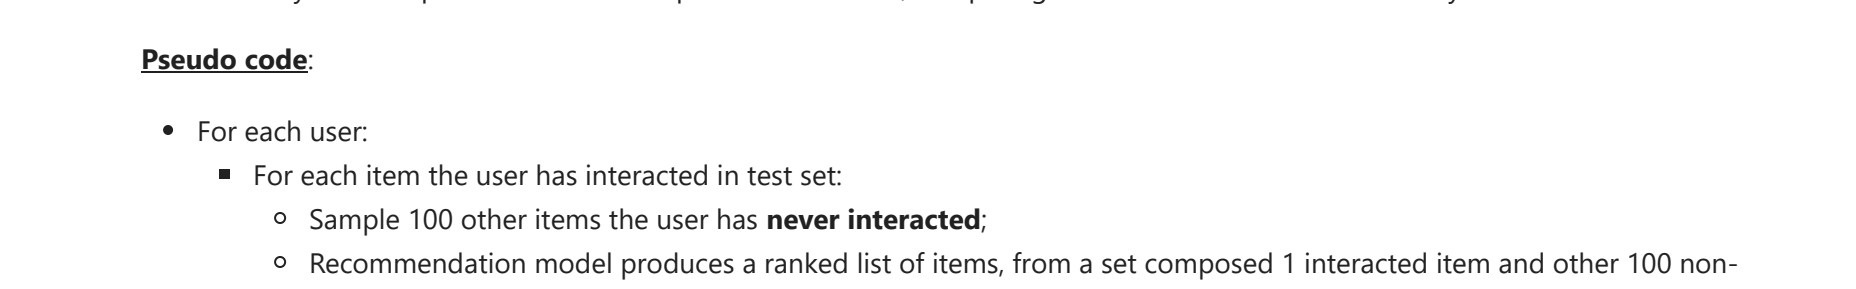 Pseudo code:
• For each user:
▪ For each item the user has interacted in test set:
○ Sample 100 other items the user has never interacted;
○ Recommendation model produces a ranked list of items, from a set composed 1 interacted item and other 100 non-